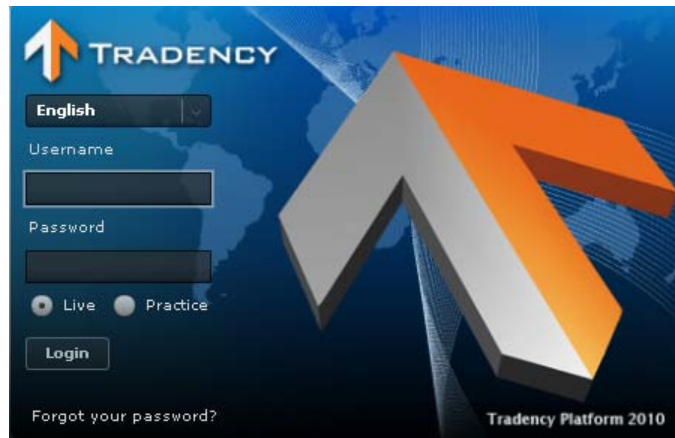 TRADENCY
English
Username
Password
Live Practice
Login
Forgot your password?
Tradency Platform 2010